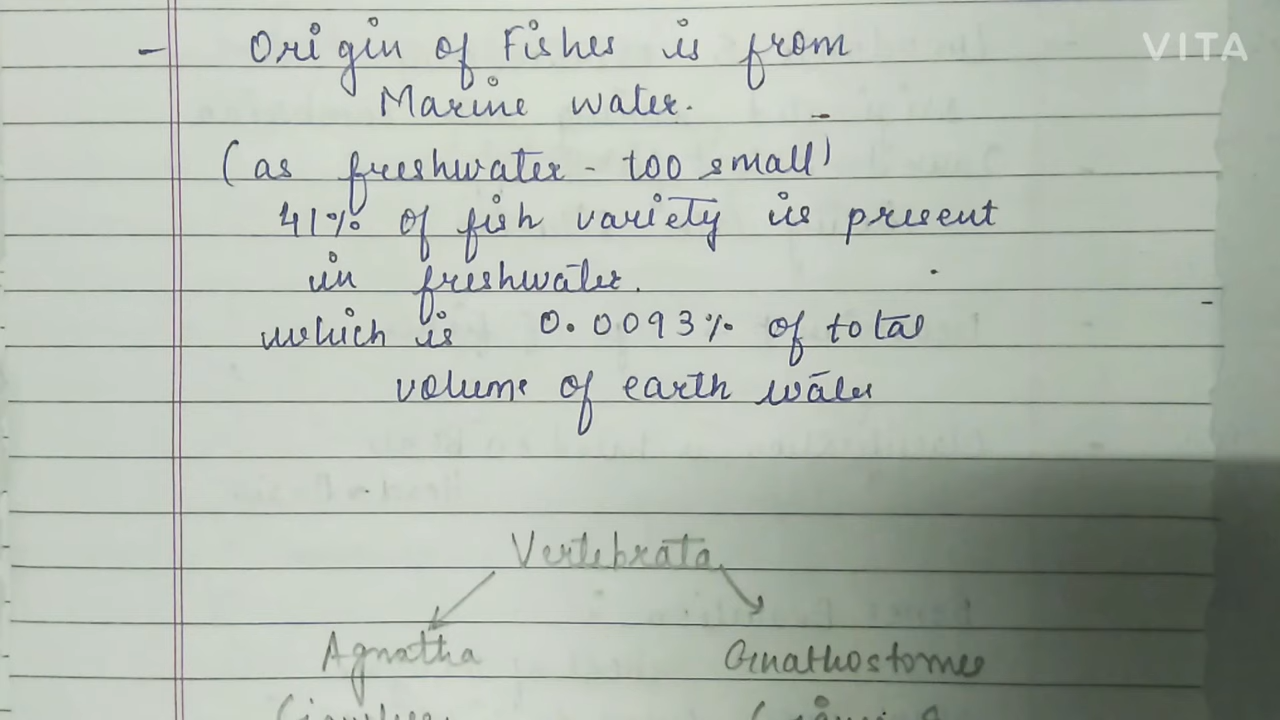 VITA
- Origin of Fishes is from
Marine water.
(as freshwater - too small)
41% of fish variety is present
in freshwater.
which is 0.0093% of total
volume of earth water
Vertebrata
Agnatha Gnathostomes